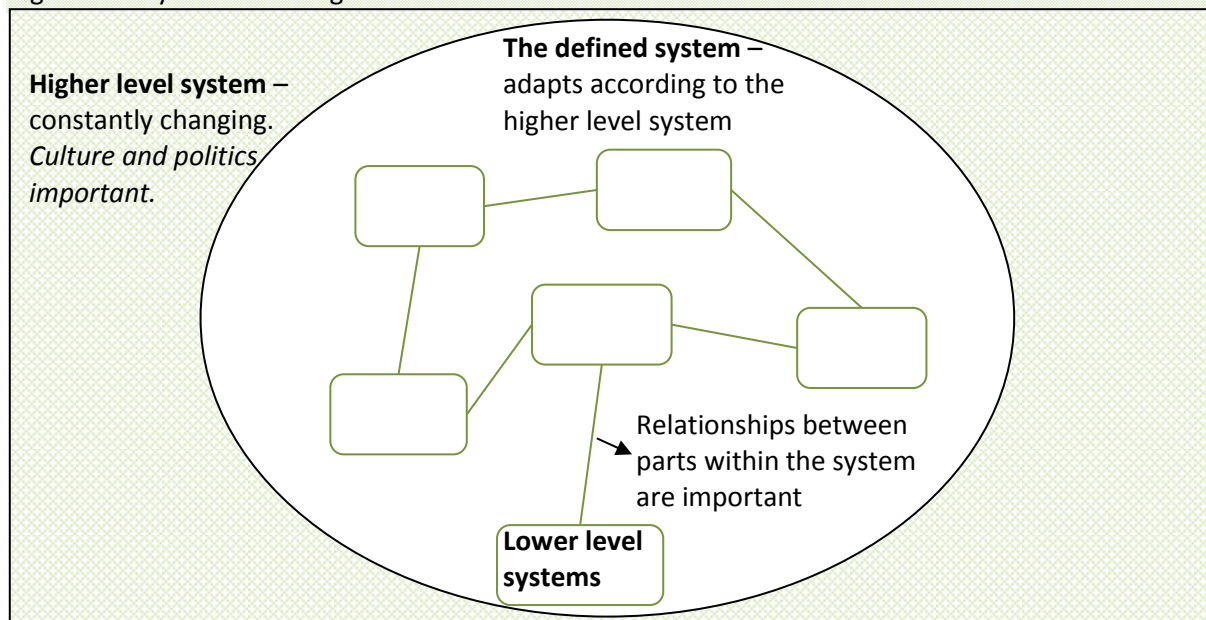 Higher level system –
constantly changing.
Culture and politics
important.
The defined system –
adapts according to the
higher level system
Relationships between
parts within the system
are important
Lower level
systems